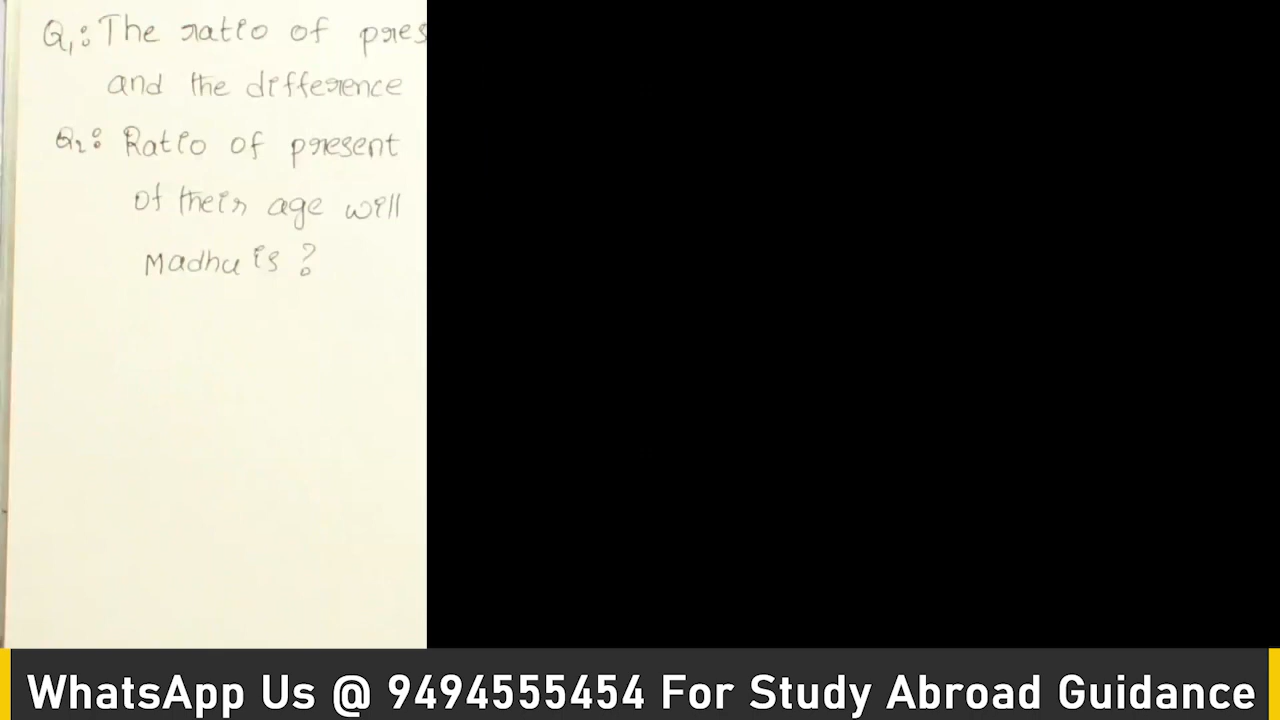 Q1: The ratio of pres
and the difference
Q2: Ratio of present
of their age will
Madhu is ?
WhatsApp Us @ 9494555454 For Study Abroad Guidance